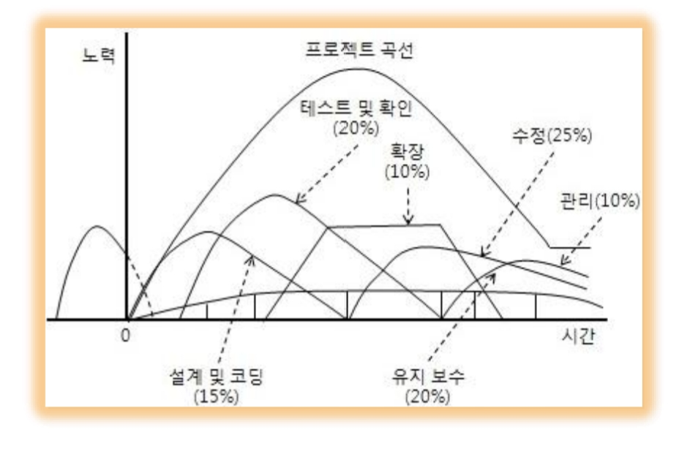 노력
프로젝트 곡선
테스트 및 확인
(20%)
확장
(10%)
수정(25%)
관리(10%)
0
시간
설계 및 코딩
(15%)
유지 보수
(20%)